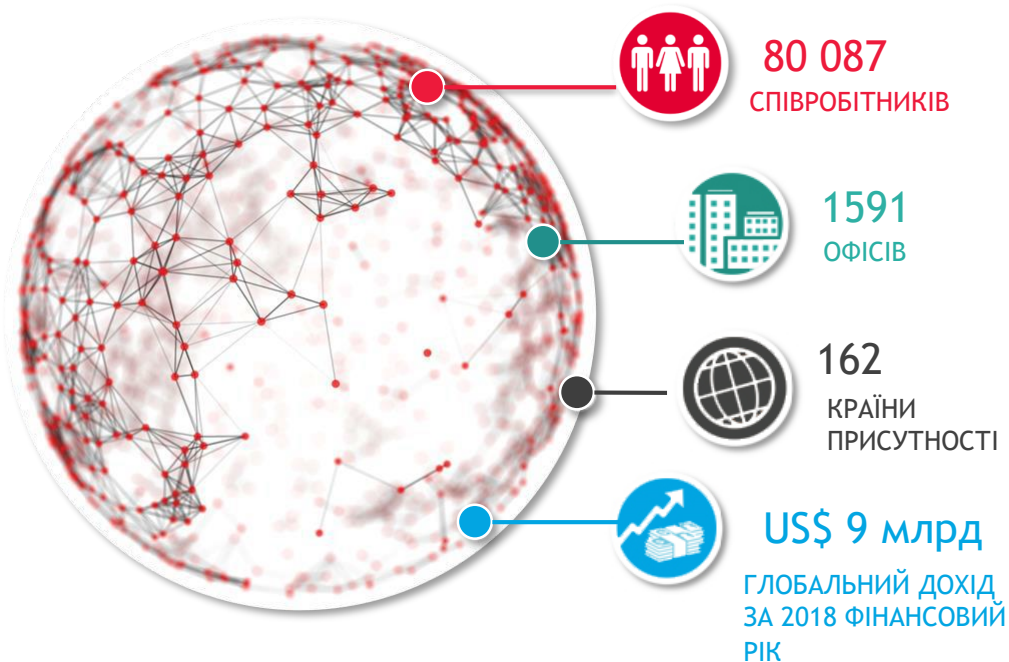 80 087
СПІВРОБІТНИКІВ
1591
ОФІСІВ
162
КРАЇНИ
ПРИСУТНОСТІ
US$ 9 млрд
ГЛОБАЛЬНИЙ ДОХІД
ЗА 2018 ФІНАНСОВИЙ
РІК